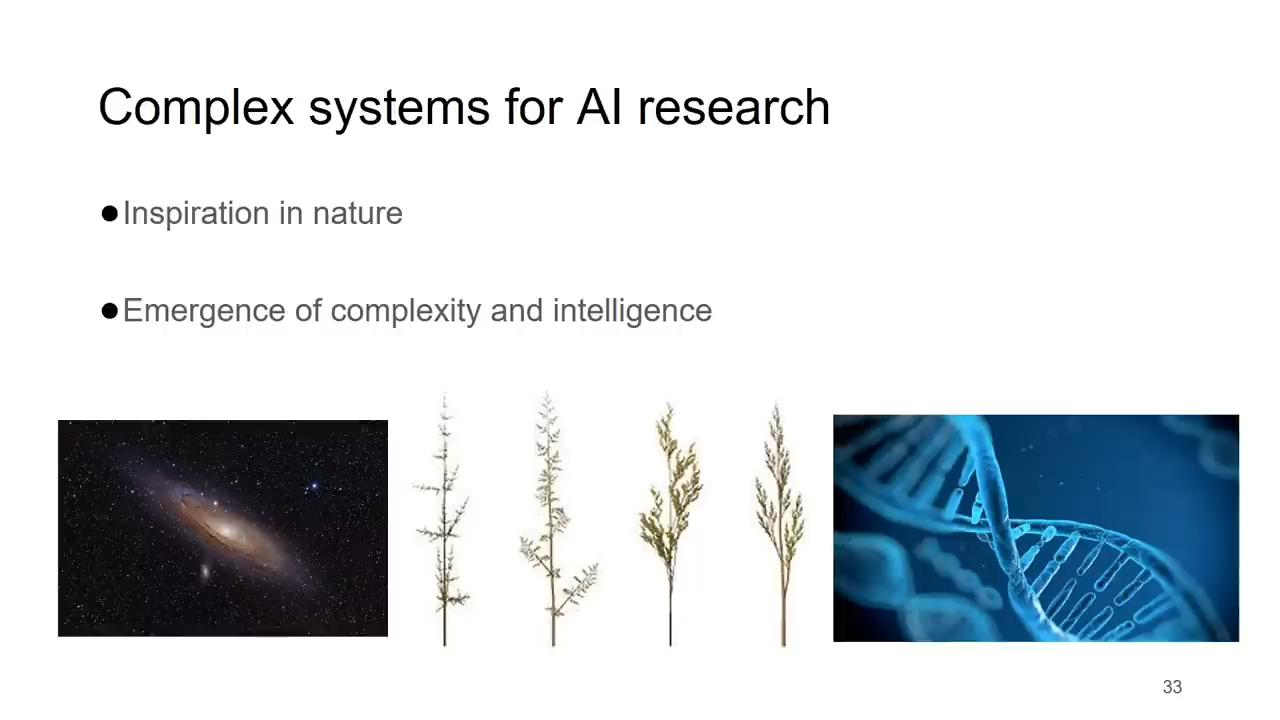 Complex systems for AI research
●Inspiration in nature
●Emergence of complexity and intelligence
33